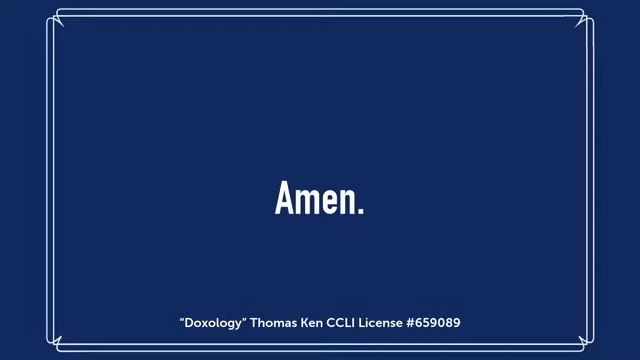 Amen.
“Doxology” Thomas Ken CCLI License #659089